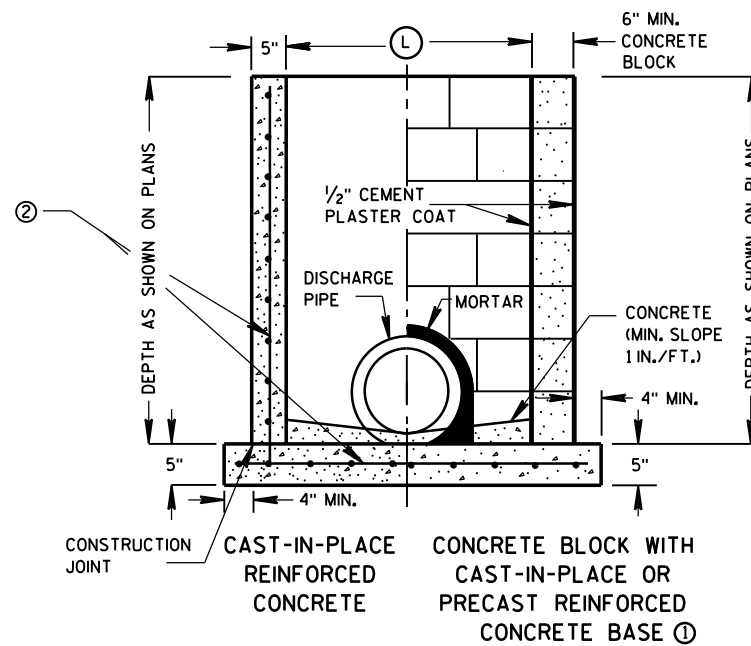 5"
L
6" MIN.
CONCRETE
BLOCK
DEPTH AS SHOWN ON PLANS
②
1/2" CEMENT
PLASTER COAT
DISCHARGE
PIPE
MORTAR
CONCRETE
(MIN. SLOPE
1 IN./FT.)
DEPTH AS SHOWN ON PLANS
4" MIN.
5"
5"
4" MIN.
CONSTRUCTION
JOINT
CAST-IN-PLACE
REINFORCED
CONCRETE
CONCRETE BLOCK WITH
CAST-IN-PLACE OR
PRECAST REINFORCED
CONCRETE BASE ①